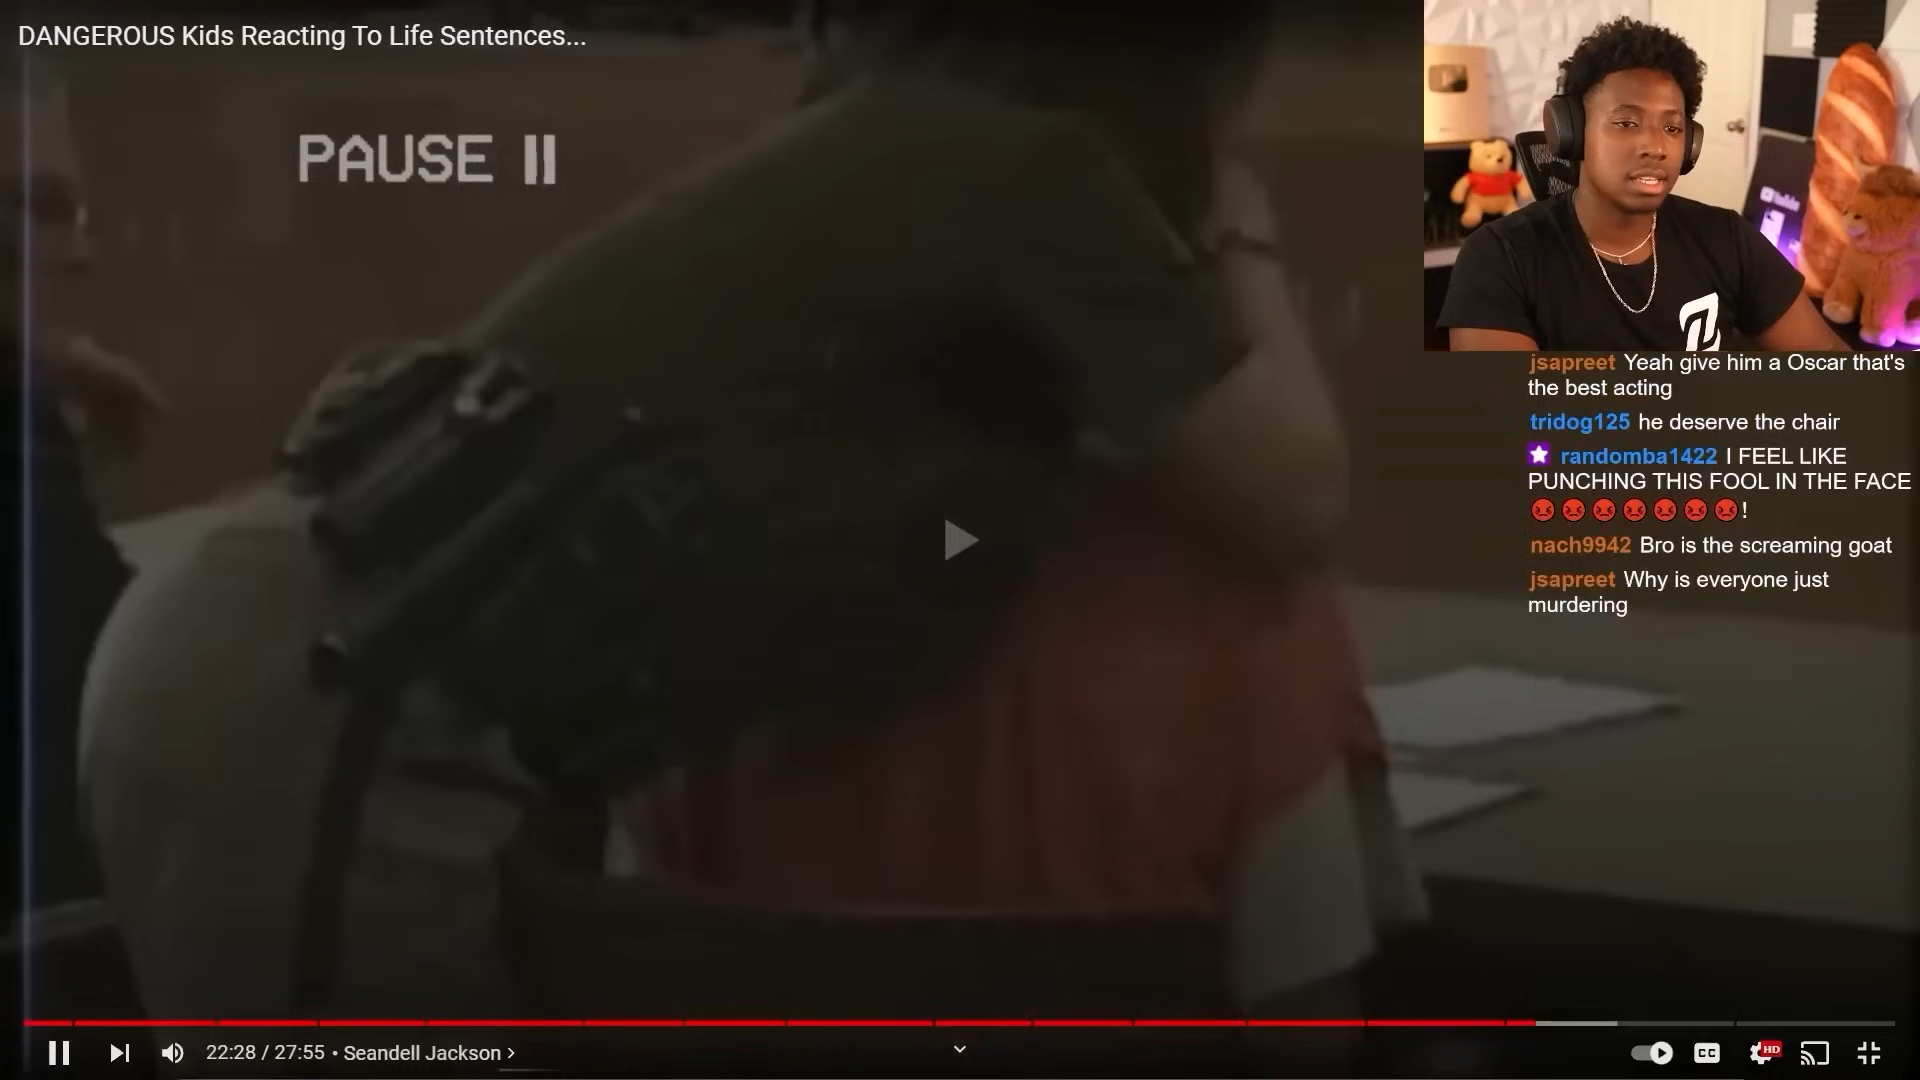 DANGEROUS Kids Reacting To Life Sentences...
PAUSE
jsapreet Yeah give him a Oscar that's
the best acting
tridog125 he deserve the chair
randomba1422 I FEEL LIKE
PUNCHING THIS FOOL IN THE FACE
!
nach9942 Bro is the screaming goat
jsapreet Why is everyone just
murdering
YouTube
22:28 / 27:55 • Seandell Jackson >
CC
HD